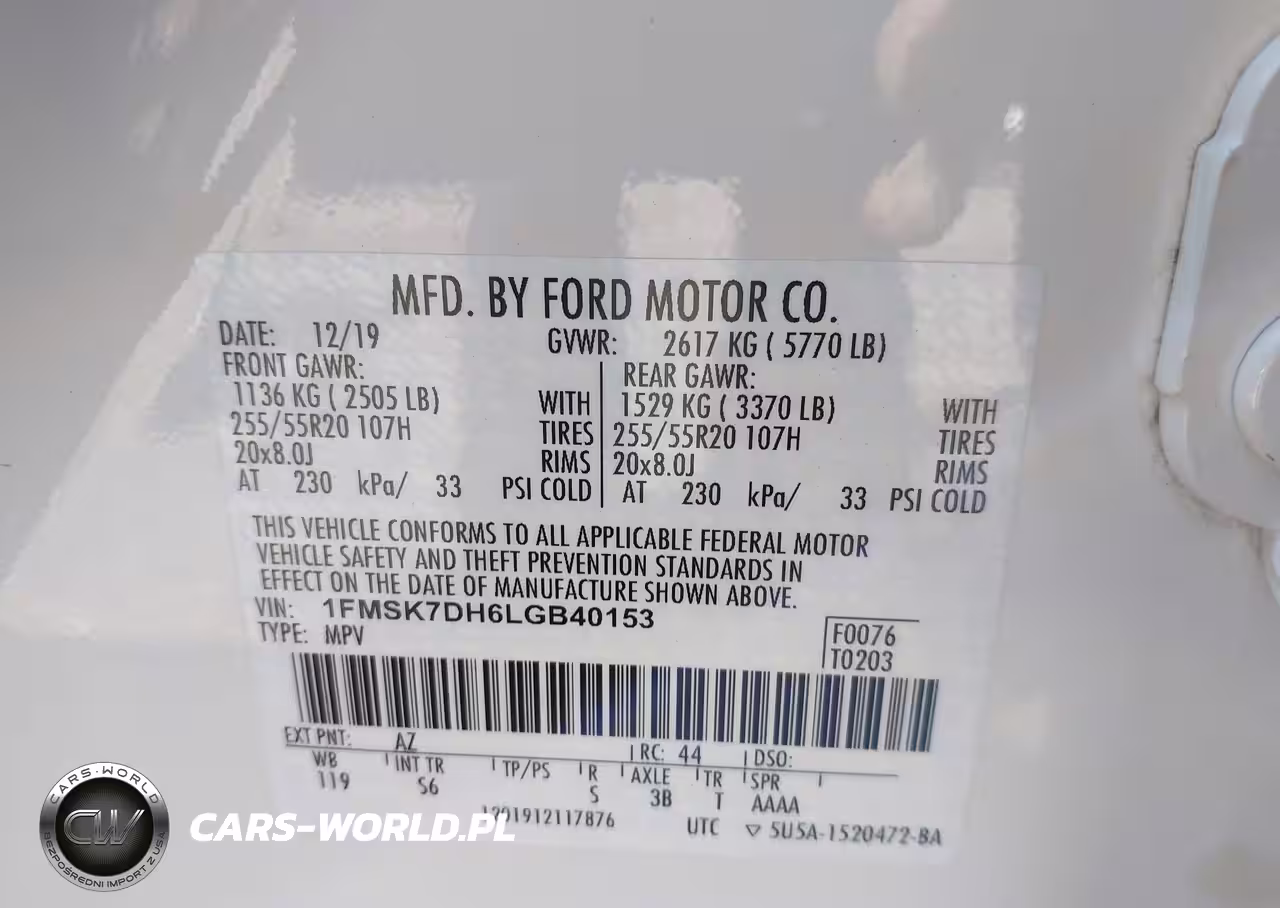 MFD. BY FORD MOTOR CO.
DATE: 12/19 GVWR: 2617 KG ( 5770 LB)
FRONT GAWR: REAR GAWR:
1136 KG ( 2505 LB) WITH 1529 KG ( 3370 LB) WITH
255/55R20 107H TIRES 255/55R20 107H TIRES
20x8.0J RIMS 20x8.0J RIMS
AT 230 kPa/ 33 PSI COLD AT 230 kPa/ 33 PSI COLD
THIS VEHICLE CONFORMS TO ALL APPLICABLE FEDERAL MOTOR
VEHICLE SAFETY AND THEFT PREVENTION STANDARDS IN
EFFECT ON THE DATE OF MANUFACTURE SHOWN ABOVE.
VIN: 1FMSK7DH6LGB40153
TYPE: MPV
F0076
T0203
EXT PNT: AZ RC: 44 DSO:
WB INT TR TP/PS R AXLE TR SPR
119 S6 S 3B T AAAA
1201912117876 UTC ▽ 5U5A-1520472-BA
CARS-WORLD
CW
BEZPOŚREDNI IMPORT Z USA
CARS-WORLD.PL